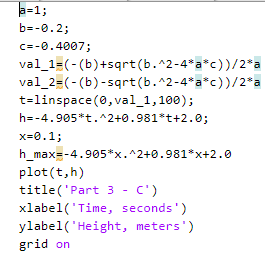 a=1;
b=-0.2;
c=-0.4007;
val_1=(-(b)+sqrt(b.^2-4*a*c))/2*a
val_2=(-(b)-sqrt(b.^2-4*a*c))/2*a
t=linspace(0,val_1,100);
h=-4.905*t.^2+0.981*t+2.0;
x=0.1;
h_max=-4.905*x.^2+0.981*x+2.0
plot(t,h)
title('Part 3 - C')
xlabel('Time, seconds')
ylabel('Height, meters')
grid on